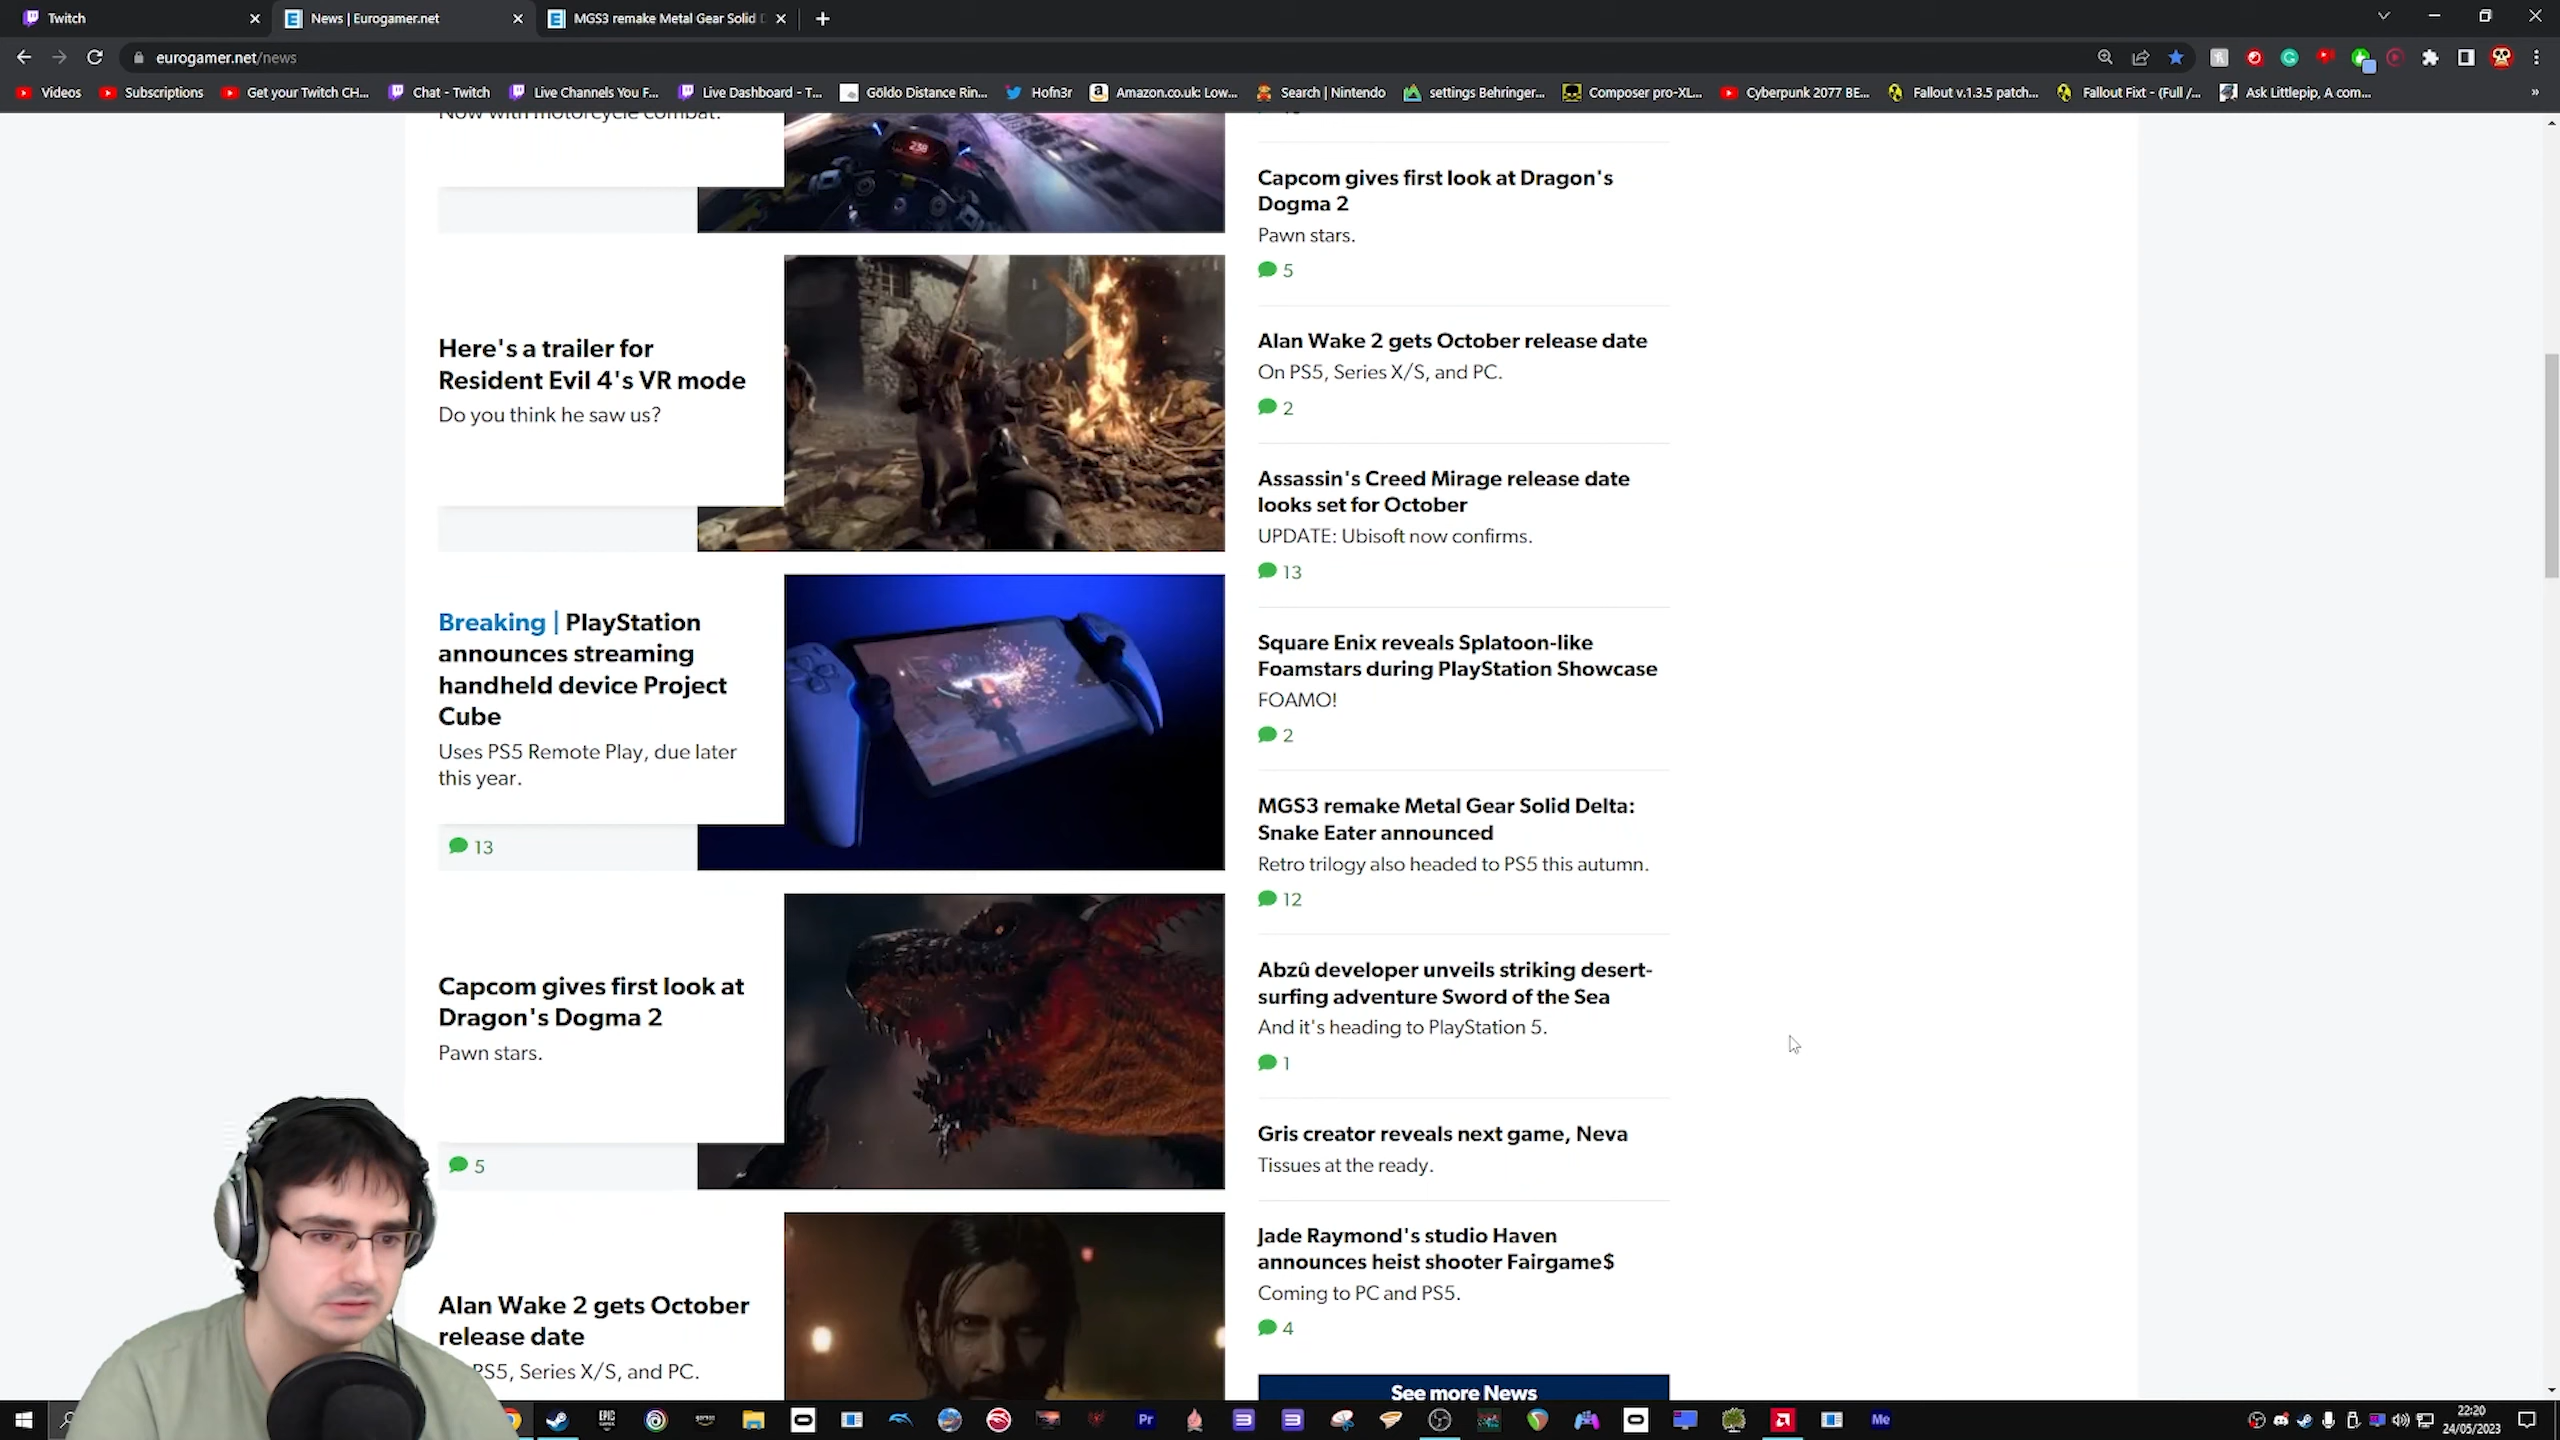 Twitch
News | Eurogamer.net
MGS3 remake Metal Gear Solid D
eurogamer.net/news
Videos
Subscriptions
Get your Twitch CH...
Chat - Twitch
Live Channels You F...
Live Dashboard - T...
Göldo Distance Rin...
Hofn3r
Amazon.co.uk: Low...
Search | Nintendo
settings Behringer...
Composer pro-XL...
Cyberpunk 2077 BE...
Fallout v.1.3.5 patch...
Fallout Fixt - (Full /...
Ask Littlepip, A com...
»
Now with motorcycle combat.
238
Here's a trailer for
Resident Evil 4's VR mode
Do you think he saw us?
Breaking | PlayStation
announces streaming
handheld device Project
Cube
Uses PS5 Remote Play, due later
this year.
13
Capcom gives first look at
Dragon's Dogma 2
Pawn stars.
5
Alan Wake 2 gets October
release date
PS5, Series X/S, and PC.
Capcom gives first look at Dragon's
Dogma 2
Pawn stars.
5
Alan Wake 2 gets October release date
On PS5, Series X/S, and PC.
2
Assassin's Creed Mirage release date
looks set for October
UPDATE: Ubisoft now confirms.
13
Square Enix reveals Splatoon-like
Foamstars during PlayStation Showcase
FOAMO!
2
MGS3 remake Metal Gear Solid Delta:
Snake Eater announced
Retro trilogy also headed to PS5 this autumn.
12
Abzû developer unveils striking desert-
surfing adventure Sword of the Sea
And it's heading to PlayStation 5.
1
Gris creator reveals next game, Neva
Tissues at the ready.
Jade Raymond's studio Haven
announces heist shooter Fairgame$
Coming to PC and PS5.
4
See more News
EPIC
Pr
Me
22:20
24/05/2023